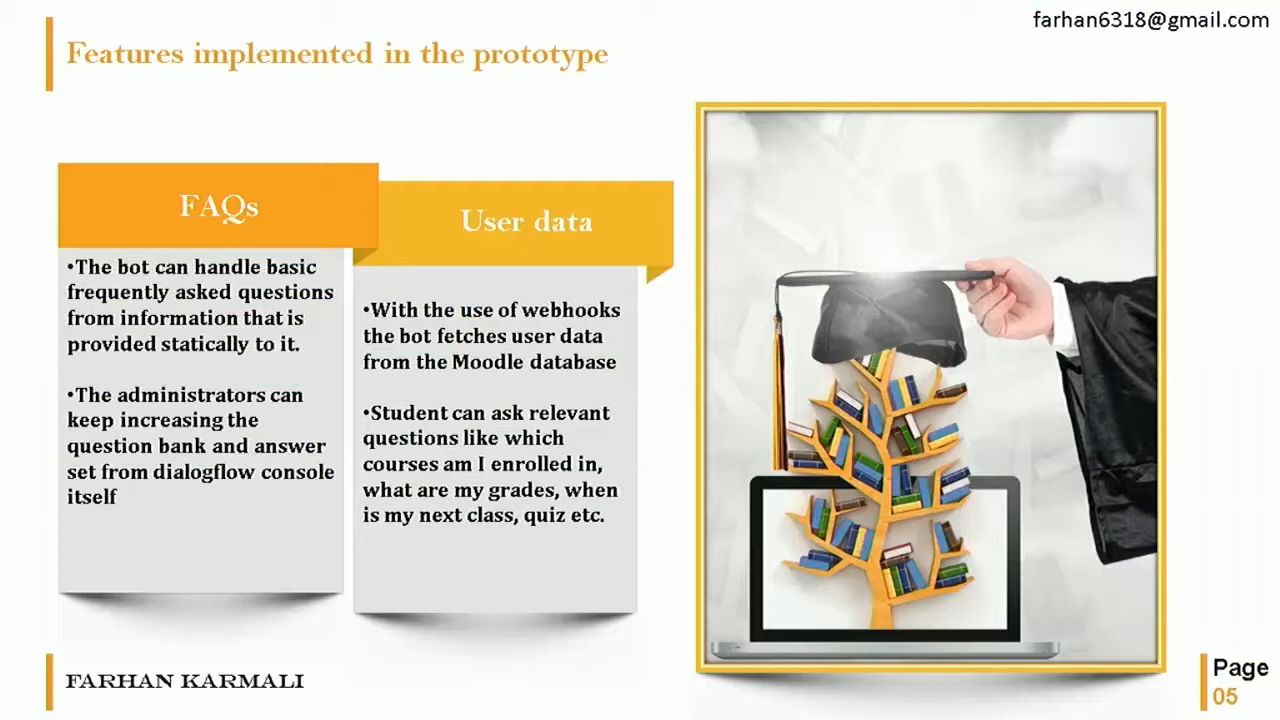 farhan6318@gmail.com
Features implemented in the prototype
FAQs
•The bot can handle basic
frequently asked questions
from information that is
provided statically to it.
•The administrators can
keep increasing the
question bank and answer
set from dialogflow console
itself
User data
•With the use of webhooks
the bot fetches user data
from the Moodle database
•Student can ask relevant
questions like which
courses am I enrolled in,
what are my grades, when
is my next class, quiz etc.
FARHAN KARMALI
Page
05